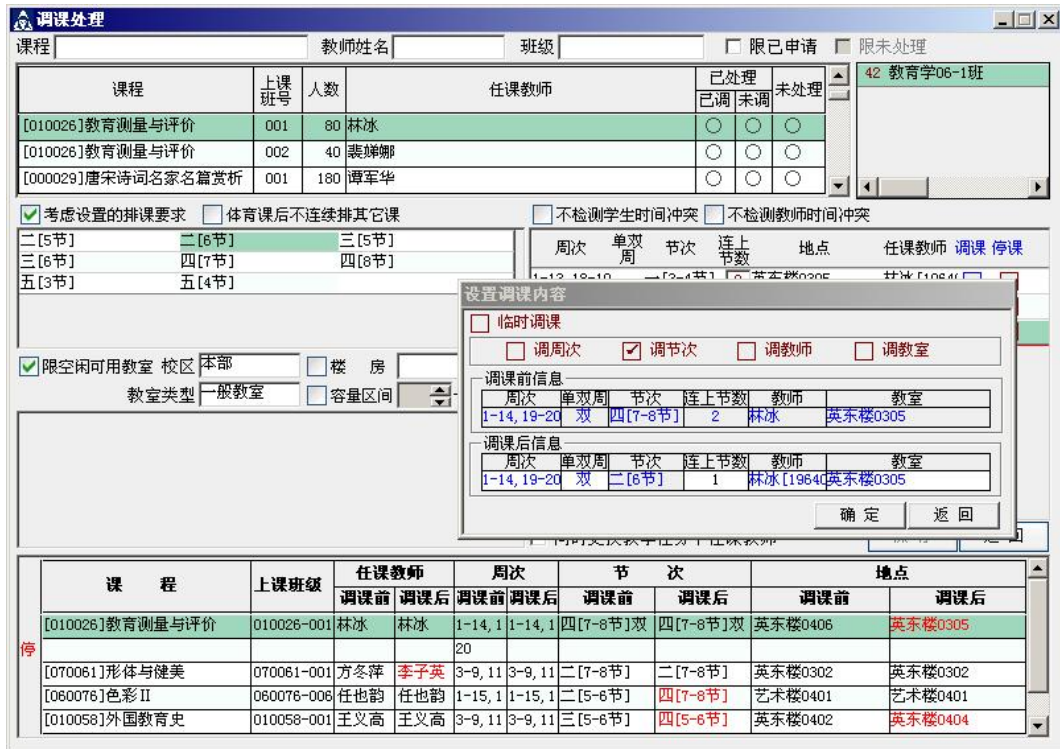 调课处理
课程 教师姓名 班级 限已申请 限未处理
课程 上课班号 人数 任课教师 已处理 未处理
已调 未调
42 教育学06-1班
[010026]教育测量与评价 001 80 林冰
[010026]教育测量与评价 002 40 裴娣娜
[000029]唐宋诗词名家名篇赏析 001 180 谭军华
考虑设置的排课要求 体育课后不连续排其它课 不检测学生时间冲突 不检测教师时间冲突
二[5节] 二[6节] 三[5节]
三[6节] 四[7节] 四[8节]
五[3节] 五[4节]
周次 单双周 节次 连上节数 地点 任课教师 调课 停课
设置调课内容
临时调课
调周次 调节次 调教师 调教室
调课前信息
周次 单双周 节次 连上节数 教师 教室
1-14,19-20 双 四[7-8节] 2 林冰 英东楼0305
调课后信息
周次 单双周 节次 连上节数 教师 教室
1-14,19-20 双 二[6节] 1 林冰[19640 英东楼0305
确 定 返 回
限空闲可用教室 校区 本部 楼 房
教室类型 一般教室 容量区间
课 程 上课班级 任课教师 周次 节 次 地点
调课前 调课后 调课前 调课后 调课前 调课后 调课前 调课后
[010026]教育测量与评价 010026-001 林冰 林冰 1-14,1 1-14,1 四[7-8节]双 四[7-8节]双 英东楼0406 英东楼0305
停 20
[070061]形体与健美 070061-001 方冬萍 李子英 3-9,11 3-9,11 二[7-8节] 二[7-8节] 英东楼0302 英东楼0302
[060076]色彩II 060076-006 任也韵 任也韵 1-15,1 1-15,1 二[5-6节] 四[7-8节] 艺术楼0401 艺术楼0401
[010058]外国教育史 010058-001 王义高 王义高 3-9,11 3-9,11 三[5-6节] 四[5-6节] 英东楼0402 英东楼0404